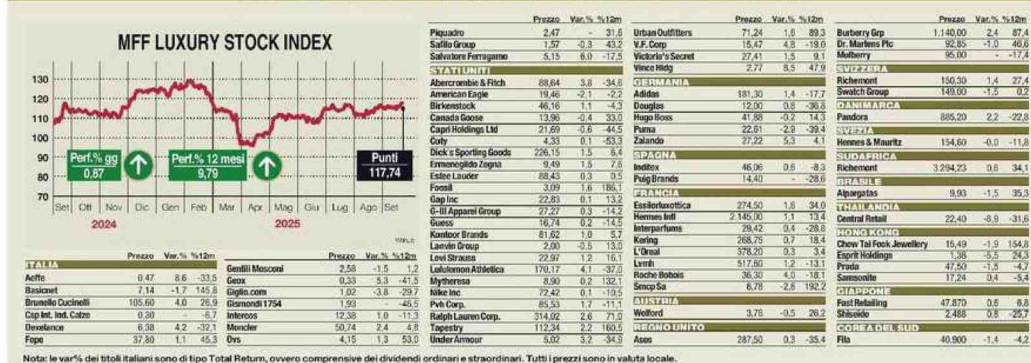 MFF LUXURY STOCK INDEX
130
120
110
100
90
80
70
Perf.% gg
0,87
Perf.% 12 mesi
9,79
Punti
117,74
Set Ott Nov Dic Gen Feb Mar Apr Mag Giu Lug Ago Set
2024 2025
Prezzo Var.% %12m
ITALIA
Aeffe 0,47 8,6 -33,5
Basicnet 7,14 -1,7 145,8
Brunello Cucinelli 105,60 4,0 26,9
Csp Int. Ind. Calze 0,30 - -6,7
Dexelance 6,38 4,2 -32,1
Fope 37,80 1,1 45,3
Prezzo Var.% %12m
Gentili Mosconi 2,58 -1,5 1,2
Geox 0,33 5,3 -41,5
Giglio.com 1,02 -3,8 -29,7
Gismondi 1754 1,93 - -45,5
Intercos 12,38 1,0 -11,3
Moncler 50,74 2,4 4,8
Ovs 4,15 1,3 53,0
Prezzo Var.% %12m
Piquadro 2,47 - 31,6
Safilo Group 1,57 -0,3 43,2
Salvatore Ferragamo 5,15 6,0 -17,5
STATI UNITI
Abercrombie & Fitch 88,64 3,8 -34,6
American Eagle 19,46 -2,1 -2,2
Birkenstock 46,16 1,1 -4,3
Canada Goose 13,96 -0,4 33,0
Capri Holdings Ltd 21,69 -0,6 -44,5
Coty 4,33 0,1 -53,3
Dick's Sporting Goods 226,15 1,5 6,4
Ermenegildo Zegna 9,49 1,5 7,6
Estee Lauder 88,43 0,3 0,5
Fossil 3,09 1,6 186,1
Gap Inc 22,83 0,1 13,2
G-III Apparel Group 27,27 0,3 -14,2
Guess 16,74 0,2 -14,5
Kontoor Brands 81,62 1,0 5,7
Lanvin Group 2,00 -0,5 13,0
Levi Strauss 22,97 1,2 16,1
Lululemon Athletica 170,17 4,1 -37,0
Mytheresa 8,90 0,2 132,1
Nike Inc 72,42 0,1 -10,5
Pvh Corp. 85,53 1,7 -11,1
Ralph Lauren Corp. 314,02 2,6 71,0
Tapestry 112,34 2,2 160,5
Under Armour 5,02 3,2 -34,9
Prezzo Var.% %12m
Urban Outfitters 71,24 1,6 89,3
V.F. Corp 15,47 4,8 -19,0
Victoria's Secret 27,41 1,5 9,1
Vince Hldg 2,77 8,5 47,9
GERMANIA
Adidas 181,30 1,4 -17,7
Douglas 12,00 0,8 -36,8
Hugo Boss 41,88 -0,2 14,3
Puma 22,61 -2,9 -39,4
Zalando 27,22 5,3 4,1
SPAGNA
Inditex 46,06 0,6 -8,3
Puig Brands 14,40 - -28,6
FRANCIA
Essilorluxottica 274,50 1,6 34,0
Hermes Intl 2.145,00 1,1 13,4
Interparfums 29,42 0,4 -28,8
Kering 268,75 0,7 18,4
L'Oreal 378,20 0,3 3,4
Lvmh 517,60 1,2 -13,1
Roche Bobois 36,30 4,0 -18,1
Smcp Sa 6,78 -2,6 192,2
AUSTRIA
Wolford 3,78 -0,5 26,2
REGNO UNITO
Asos 287,50 0,3 -35,4
Prezzo Var.% %12m
Burberry Grp 1.140,00 2,4 87,4
Dr. Martens Plc 92,85 -1,0 46,6
Mulberry 95,00 - -17,4
SVIZZERA
Richemont 150,30 1,4 27,4
Swatch Group 149,00 -1,5 0,2
DANIMARCA
Pandora 885,20 2,2 -22,8
SVEZIA
Hennes & Mauritz 154,60 -0,0 -11,8
SUDAFRICA
Richemont 3.294,23 0,6 34,1
BRASILE
Alpargatas 9,93 -1,5 35,3
THAILANDIA
Central Retail 22,40 -8,9 -31,6
HONG KONG
Chow Tai Fook Jewellery 15,49 -1,9 154,8
Esprit Holdings 1,38 -5,5 24,3
Prada 47,50 -1,5 -4,7
Samsonite 17,24 0,4 -5,4
GIAPPONE
Fast Retailing 47.870 0,6 6,8
Shiseido 2.488 0,8 -25,7
COREA DEL SUD
Fila 40.900 -1,4 -4,2
Nota: le var% dei titoli italiani sono di tipo Total Return, ovvero comprensive dei dividendi ordinari e straordinari. Tutti i prezzi sono in valuta locale.